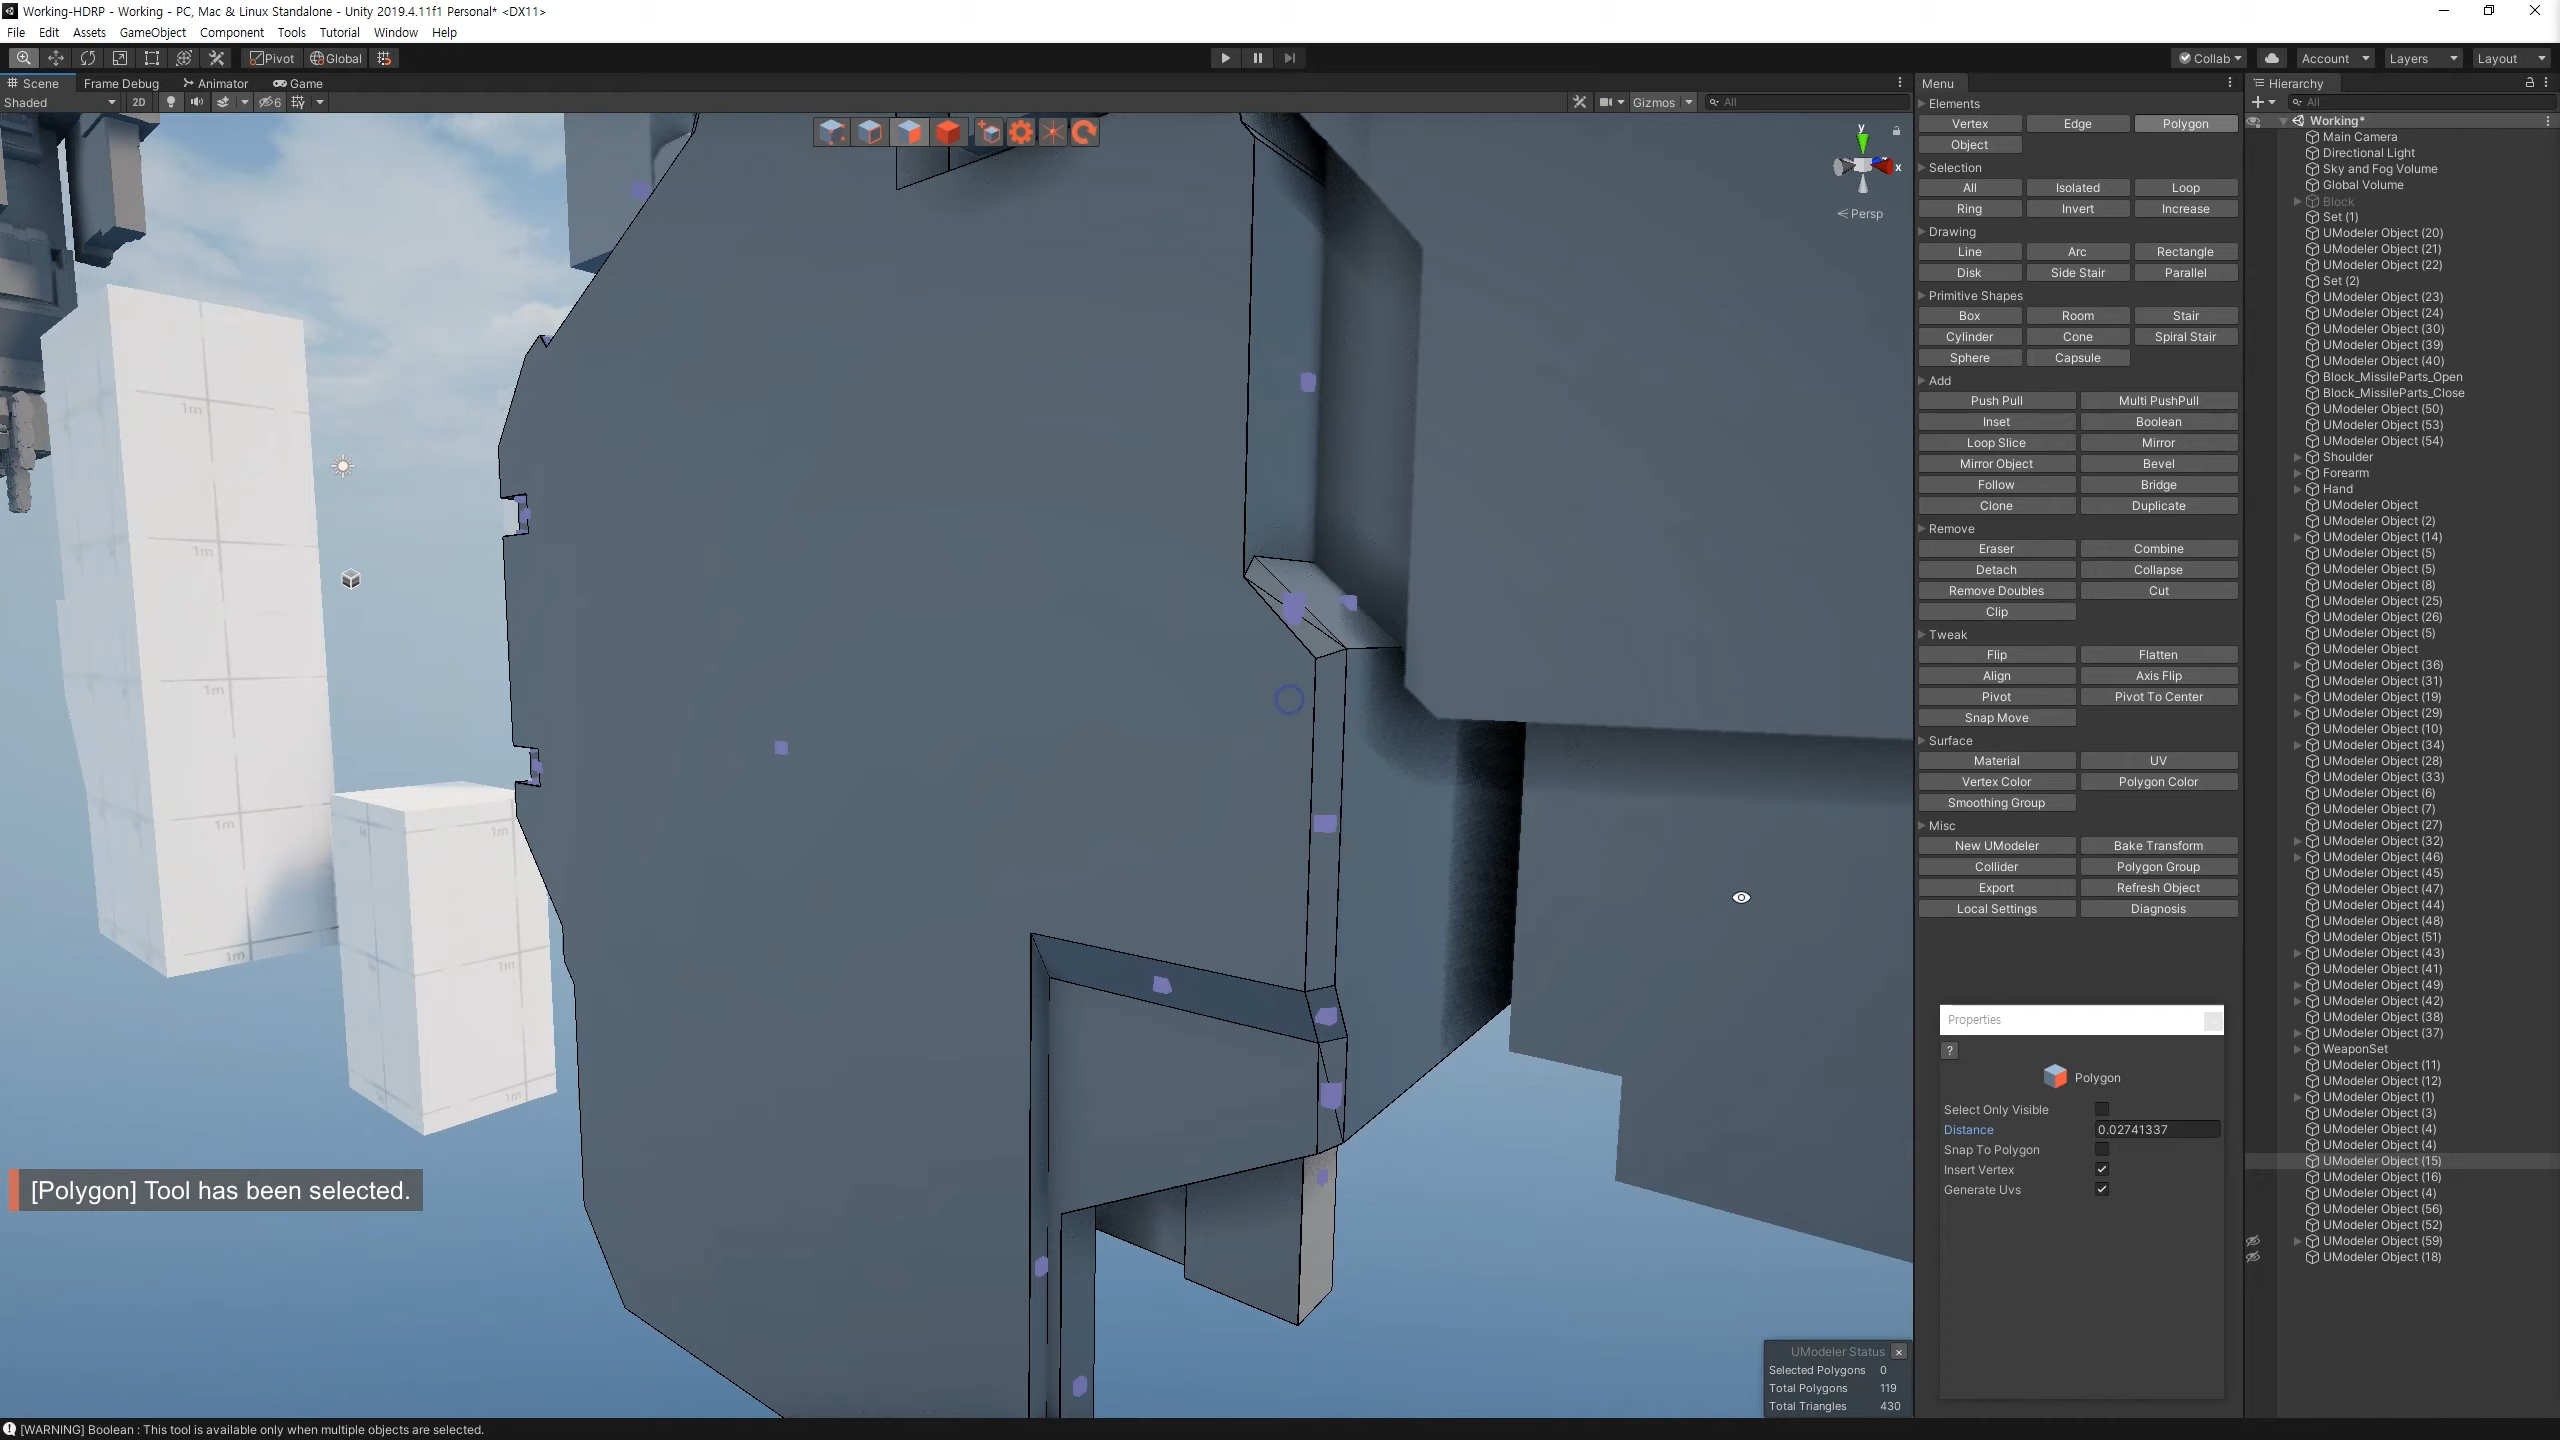 Working-HDRP - Working - PC, Mac & Linux Standalone - Unity 2019.4.11f1 Personal* <DX11>
File Edit Assets GameObject Component Tools Tutorial Window Help
Pivot Global Collab Account Layers Layout
Scene Frame Debug Animator Game
Shaded 2D 6 Gizmos All
y
x
Persp
1m
1m
1m
1m
1m
1m
1m
1m
1m
[Polygon] Tool has been selected.
Menu
Elements
Vertex Edge Polygon
Object
Selection
All Isolated Loop
Ring Invert Increase
Drawing
Line Arc Rectangle
Disk Side Stair Parallel
Primitive Shapes
Box Room Stair
Cylinder Cone Spiral Stair
Sphere Capsule
Add
Push Pull Multi PushPull
Inset Boolean
Loop Slice Mirror
Mirror Object Bevel
Follow Bridge
Clone Duplicate
Remove
Eraser Combine
Detach Collapse
Remove Doubles Cut
Clip
Tweak
Flip Flatten
Align Axis Flip
Pivot Pivot To Center
Snap Move
Surface
Material UV
Vertex Color Polygon Color
Smoothing Group
Misc
New UModeler Bake Transform
Collider Polygon Group
Export Refresh Object
Local Settings Diagnosis
Properties
?
Polygon
Select Only Visible
Distance 0.02741337
Snap To Polygon
Insert Vertex
Generate Uvs
UModeler Status x
Selected Polygons 0
Total Polygons 119
Total Triangles 430
Hierarchy
All
Working*
Main Camera
Directional Light
Sky and Fog Volume
Global Volume
Block
Set (1)
UModeler Object (20)
UModeler Object (21)
UModeler Object (22)
Set (2)
UModeler Object (23)
UModeler Object (24)
UModeler Object (30)
UModeler Object (39)
UModeler Object (40)
Block_MissileParts_Open
Block_MissileParts_Close
UModeler Object (50)
UModeler Object (53)
UModeler Object (54)
Shoulder
Forearm
Hand
UModeler Object
UModeler Object (2)
UModeler Object (14)
UModeler Object (5)
UModeler Object (5)
UModeler Object (8)
UModeler Object (25)
UModeler Object (26)
UModeler Object (5)
UModeler Object
UModeler Object (36)
UModeler Object (31)
UModeler Object (19)
UModeler Object (29)
UModeler Object (10)
UModeler Object (34)
UModeler Object (28)
UModeler Object (33)
UModeler Object (6)
UModeler Object (7)
UModeler Object (27)
UModeler Object (32)
UModeler Object (46)
UModeler Object (45)
UModeler Object (47)
UModeler Object (44)
UModeler Object (48)
UModeler Object (51)
UModeler Object (43)
UModeler Object (41)
UModeler Object (49)
UModeler Object (42)
UModeler Object (38)
UModeler Object (37)
WeaponSet
UModeler Object (11)
UModeler Object (12)
UModeler Object (1)
UModeler Object (3)
UModeler Object (4)
UModeler Object (4)
UModeler Object (15)
UModeler Object (16)
UModeler Object (4)
UModeler Object (56)
UModeler Object (52)
UModeler Object (59)
UModeler Object (18)
[WARNING] Boolean : This tool is available only when multiple objects are selected.